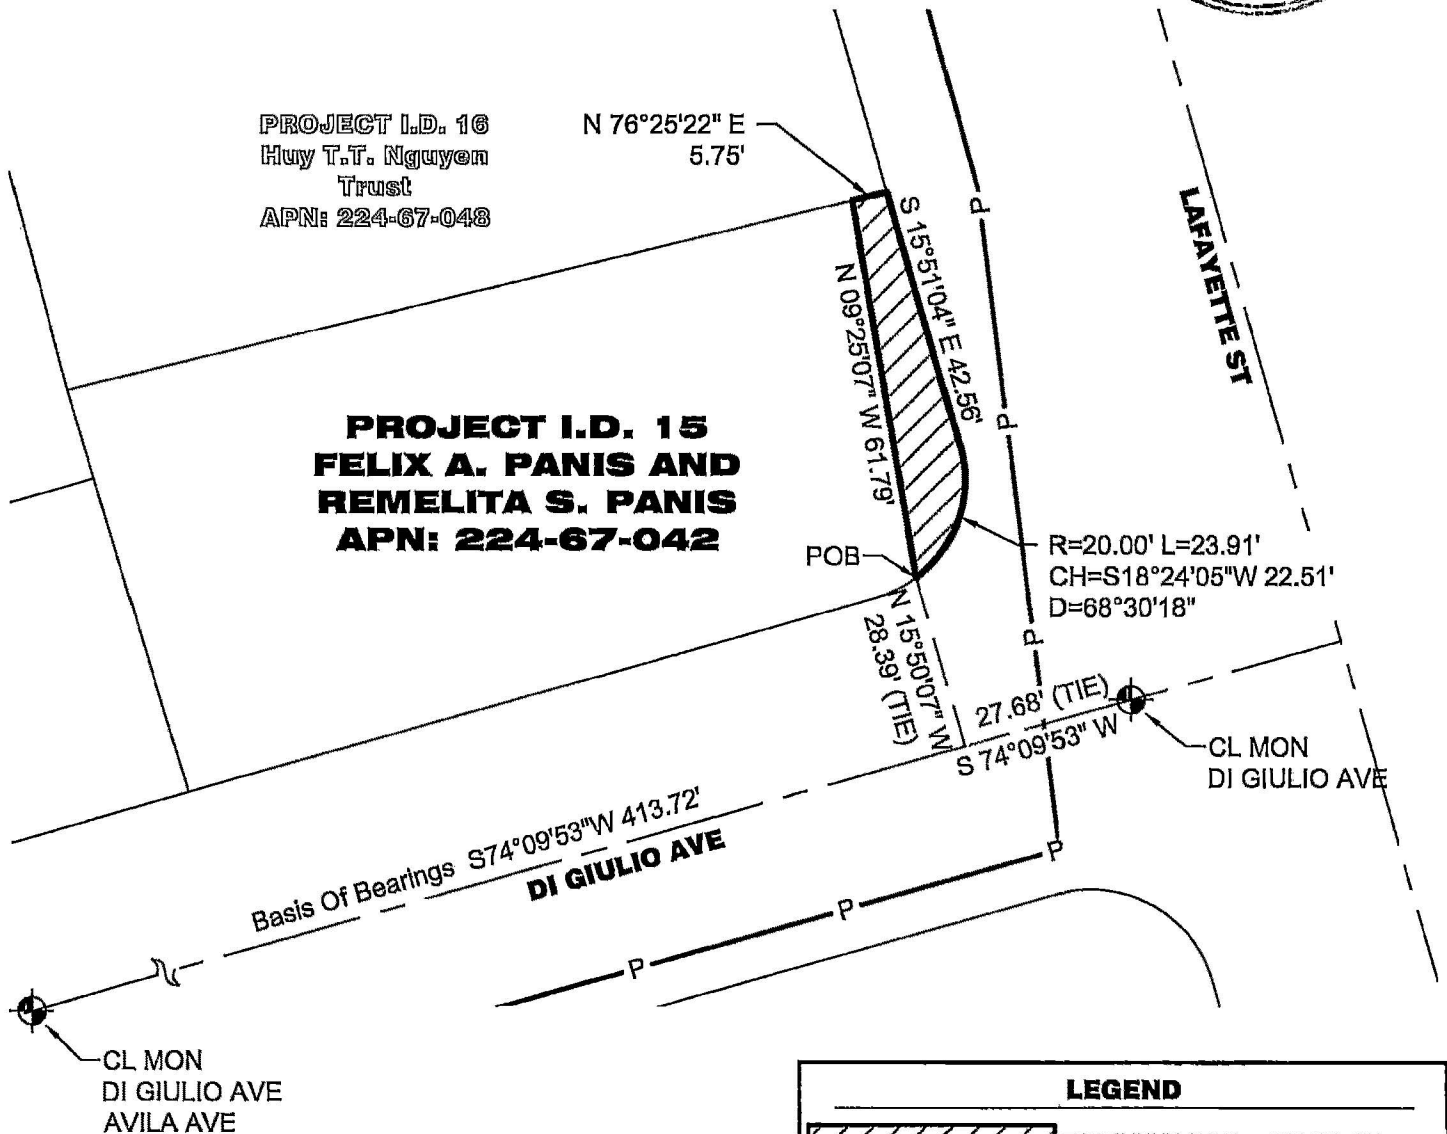 PROJECT I.D. 16
Huy T.T. Nguyen
Trust
APN: 224-67-048
N 76°25'22" E
5.75'
S 15°51'04" E 42.56'
N 09°25'07" W 61.79'
P
P
P
LAFAYETTE ST
PROJECT I.D. 15
FELIX A. PANIS AND
REMELITA S. PANIS
APN: 224-67-042
POB
R=20.00' L=23.91'
CH=S18°24'05"W 22.51'
D=68°30'18"
N 15°50'07" W
28.39' (TIE)
27.68' (TIE)
S 74°09'53" W
CL MON
DI GIULIO AVE
Basis Of Bearings S74°09'53"W 413.72'
DI GIULIO AVE
P
P
P
CL MON
DI GIULIO AVE
AVILA AVE
LEGEND